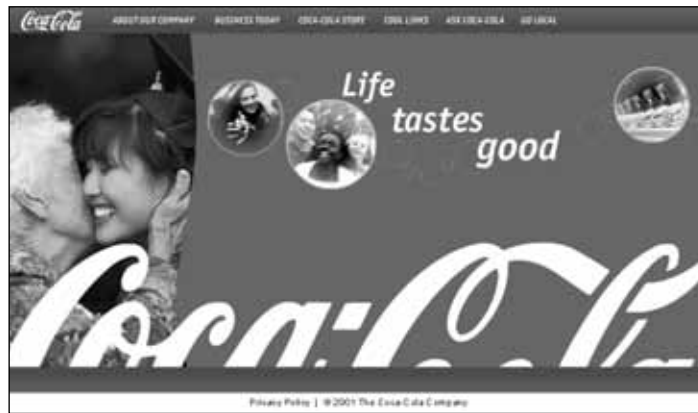 Coca-Cola ABOUT OUR COMPANY BUSINESS TODAY COCA-COLA STORE COOL LINKS ASK COCA-COLA GO LOCAL
Life
tastes
good
Coca-Cola
Privacy Policy | © 2001 The Coca-Cola Company